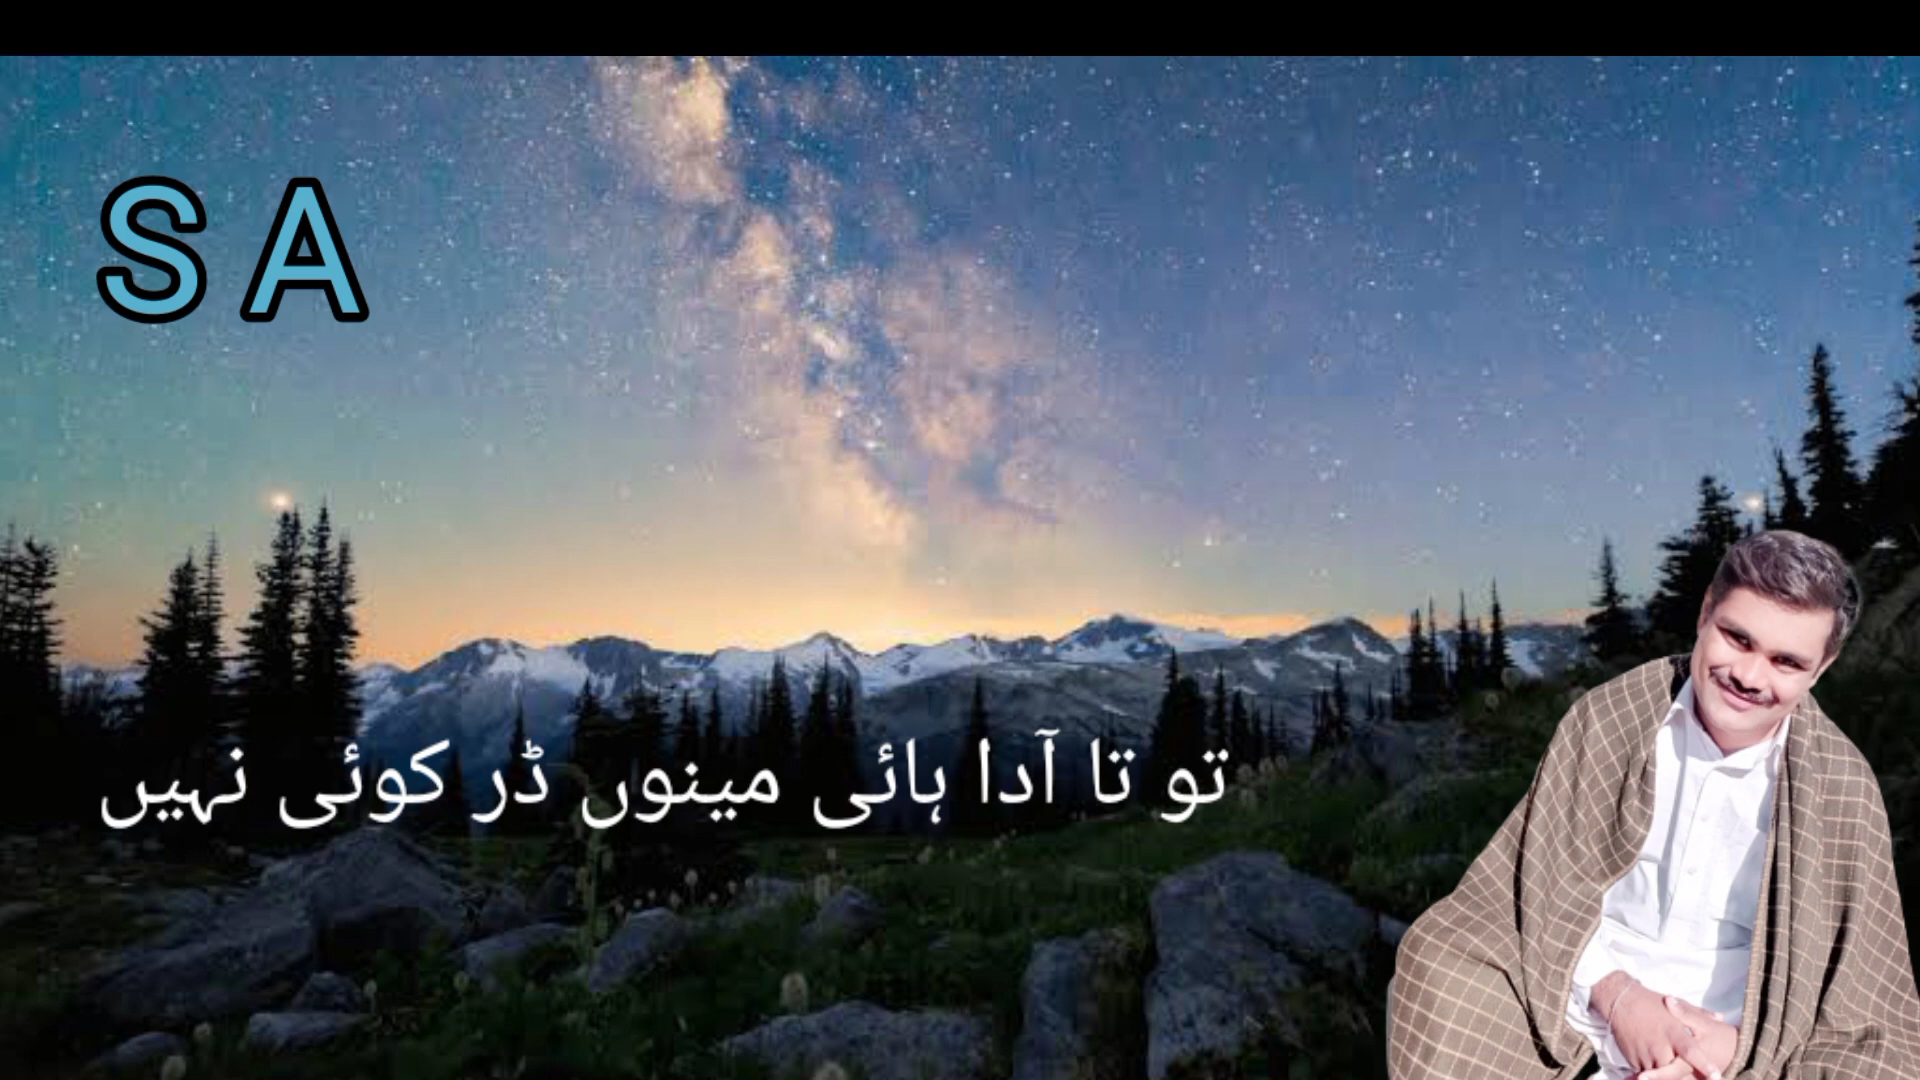 S A
تو تا آدا ہائی مینوں ڈر کوئی نہیں